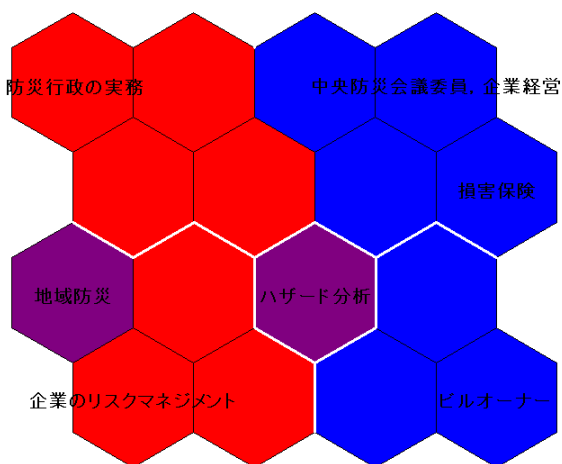 防災行政の実務
中央防災会議委員, 企業経営
損害保険
地域防災
ハザード分析
企業のリスクマネジメント
ビルオーナー